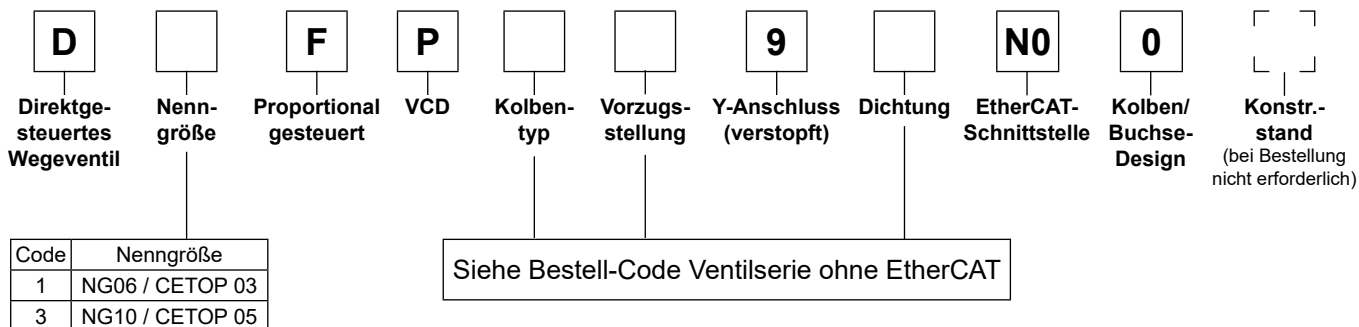 D F P 9 N0 0
Direktge-
steuertes
Wegeventil
Nenn-
größe
Proportional
gesteuert
VCD
Kolben-
typ
Vorzugs-
stellung
Y-Anschluss
(verstopft)
Dichtung
EtherCAT-
Schnittstelle
Kolben/
Buchse-
Design
Konstr.-
stand
(bei Bestellung
nicht erforderlich)
Code Nenngröße
1 NG06 / CETOP 03
3 NG10 / CETOP 05
Siehe Bestell-Code Ventilserie ohne EtherCAT